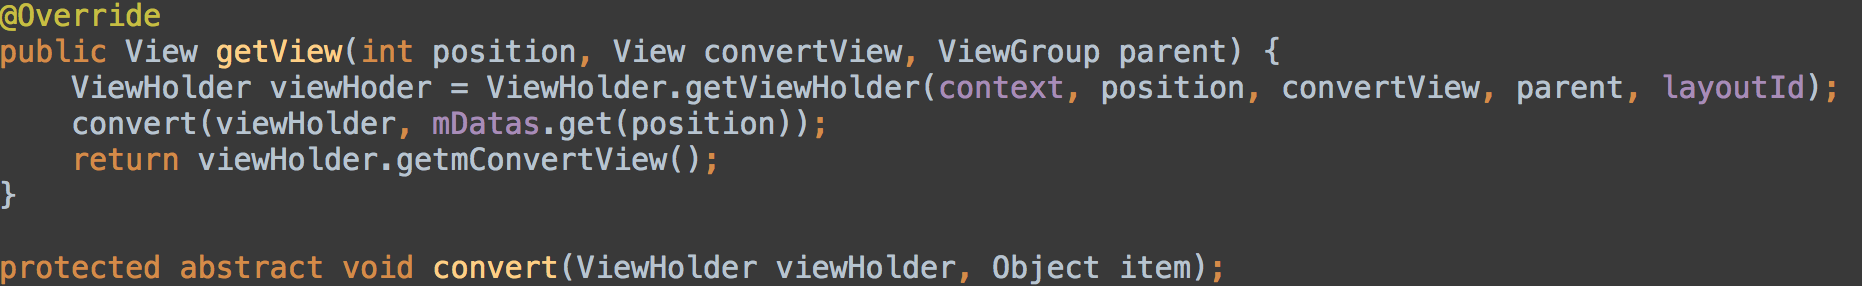 @Override
public View getView(int position, View convertView, ViewGroup parent) {
    ViewHolder viewHoder = ViewHolder.getViewHolder(context, position, convertView, parent, layoutId);
    convert(viewHolder, mDatas.get(position));
    return viewHolder.getmConvertView();
}

protected abstract void convert(ViewHolder viewHolder, Object item);